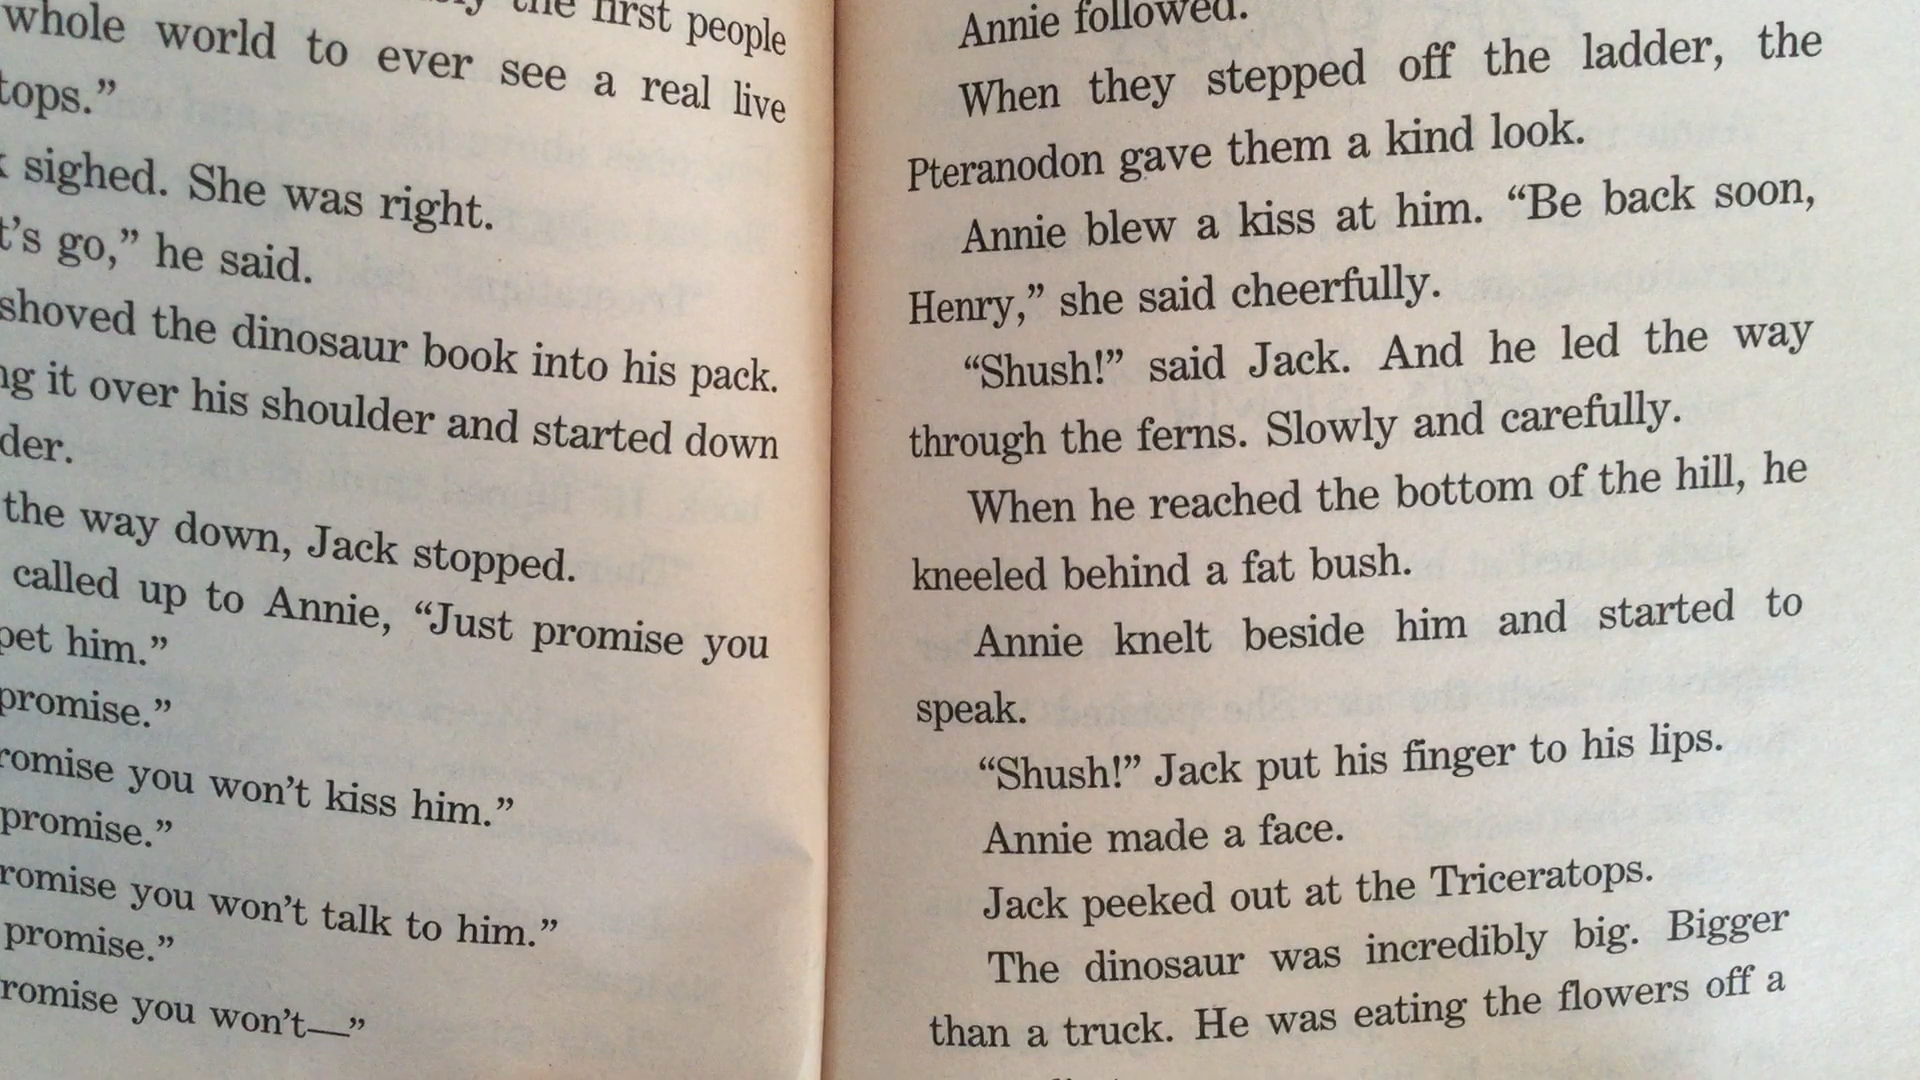 the first people
whole world to ever see a real live
tops.”
sighed. She was right.
t’s go,” he said.
shoved the dinosaur book into his pack.
ng it over his shoulder and started down
der.
the way down, Jack stopped.
called up to Annie, “Just promise you
pet him.”
promise.”
romise you won’t kiss him.”
promise.”
romise you won’t talk to him.”
promise.”
romise you won’t—”
Annie followed.
When they stepped off the ladder, the
Pteranodon gave them a kind look.
Annie blew a kiss at him. “Be back soon,
Henry,” she said cheerfully.
“Shush!” said Jack. And he led the way
through the ferns. Slowly and carefully.
When he reached the bottom of the hill, he
kneeled behind a fat bush.
Annie knelt beside him and started to
speak.
“Shush!” Jack put his finger to his lips.
Annie made a face.
Jack peeked out at the Triceratops.
The dinosaur was incredibly big. Bigger
than a truck. He was eating the flowers off a